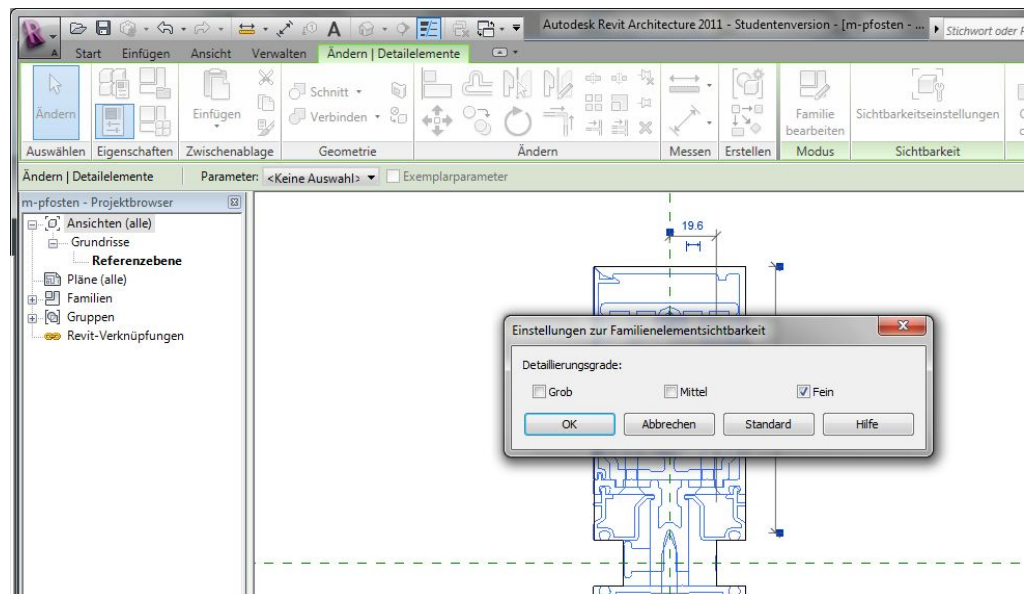 Autodesk Revit Architecture 2011 - Studentenversion - [m-pfosten - ...
Stichwort oder
A
Start Einfügen Ansicht Verwalten Ändern | Detailelemente
Ändern
Einfügen
Schnitt
Verbinden
Familie bearbeiten
Sichtbarkeitseinstellungen
Auswählen Eigenschaften Zwischenablage Geometrie Ändern Messen Erstellen Modus Sichtbarkeit
Ändern | Detailelemente Parameter: <Keine Auswahl> Exemplarparameter
m-pfosten - Projektbrowser
Ansichten (alle)
Grundrisse
Referenzebene
Pläne (alle)
Familien
Gruppen
Revit-Verknüpfungen
19.6
Einstellungen zur Familienelementsichtbarkeit
Detaillierungsgrade:
Grob Mittel Fein
OK Abbrechen Standard Hilfe